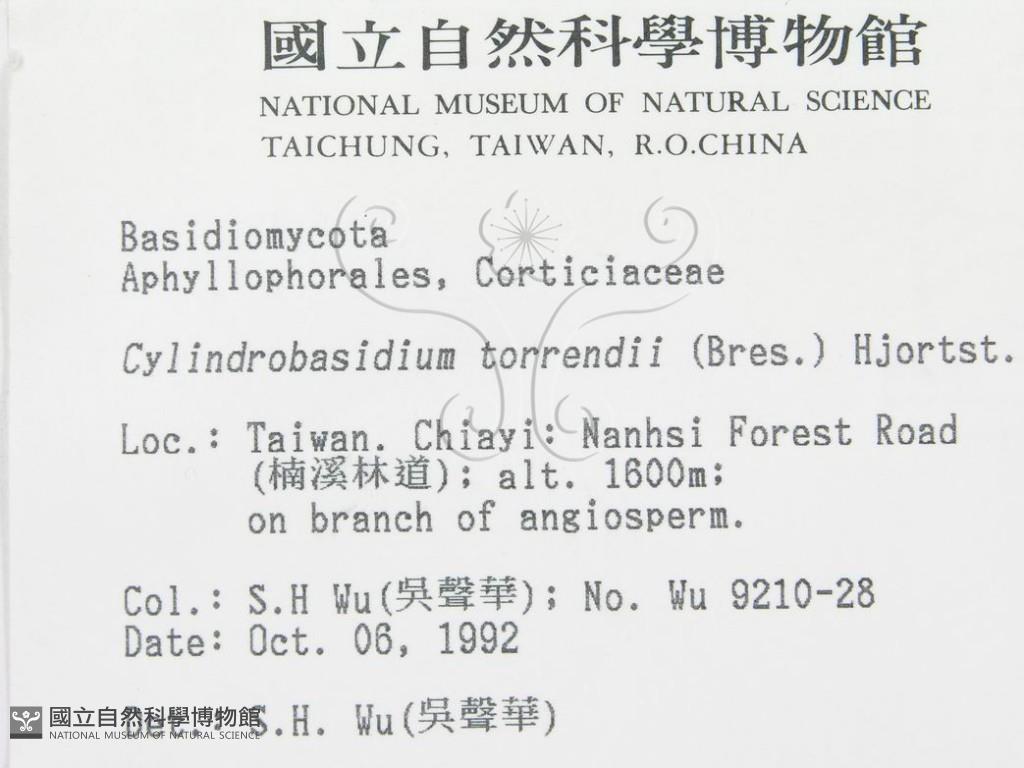 國立自然科學博物館
NATIONAL MUSEUM OF NATURAL SCIENCE
TAICHUNG, TAIWAN, R.O.CHINA
Basidiomycota
Aphyllophorales, Corticiaceae
Cylindrobasidium torrendii (Bres.) Hjortst.
Loc.: Taiwan. Chiayi: Nanhsi Forest Road
(楠溪林道); alt. 1600m;
on branch of angiosperm.
Col.: S.H Wu(吳聲華); No. Wu 9210-28
Date: Oct. 06, 1992
Det.: S.H. Wu(吳聲華)
國立自然科學博物館
NATIONAL MUSEUM OF NATURAL SCIENCE